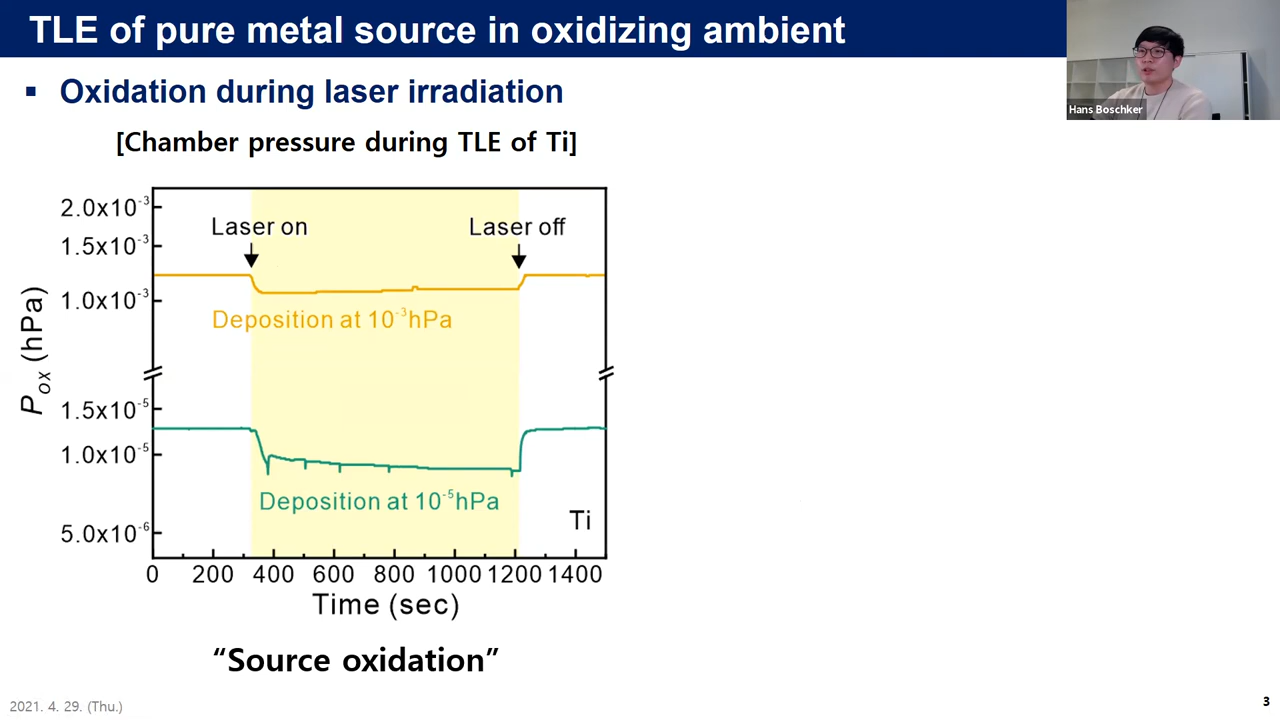 TLE of pure metal source in oxidizing ambient
Hans Boschker
▪ Oxidation during laser irradiation
[Chamber pressure during TLE of Ti]
2.0x10⁻³
1.5x10⁻³
1.0x10⁻³
1.5x10⁻⁵
1.0x10⁻⁵
5.0x10⁻⁶
Pox (hPa)
Laser on
Laser off
Deposition at 10⁻³hPa
Deposition at 10⁻⁵hPa
Ti
0 200 400 600 800 1000 1200 1400
Time (sec)
“Source oxidation”
2021. 4. 29. (Thu.)
3